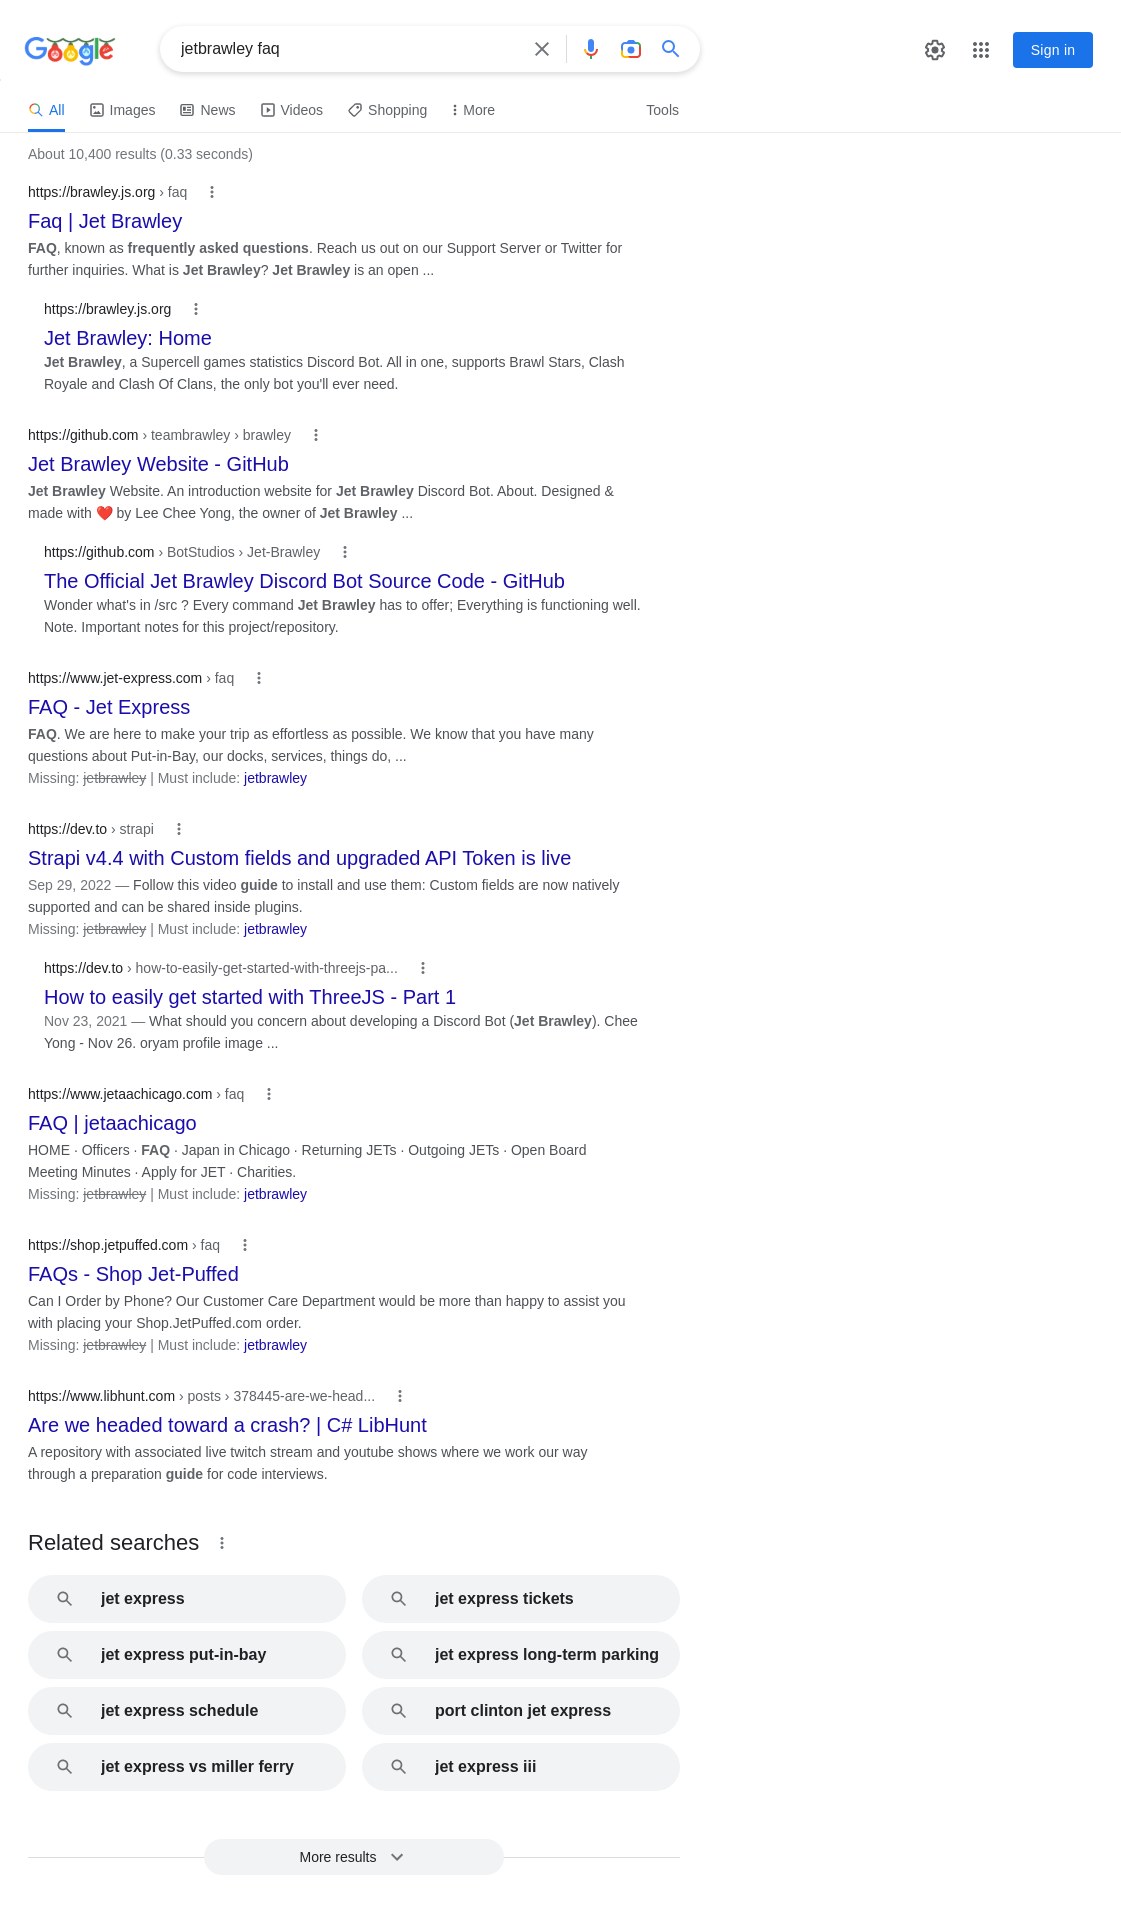 Google
jetbrawley faq
Sign in
All Images News Videos Shopping More Tools
About 10,400 results (0.33 seconds)
https://brawley.js.org › faq
Faq | Jet Brawley
FAQ, known as frequently asked questions. Reach us out on our Support Server or Twitter for
further inquiries. What is Jet Brawley? Jet Brawley is an open ...
https://brawley.js.org
Jet Brawley: Home
Jet Brawley, a Supercell games statistics Discord Bot. All in one, supports Brawl Stars, Clash
Royale and Clash Of Clans, the only bot you'll ever need.
https://github.com › teambrawley › brawley
Jet Brawley Website - GitHub
Jet Brawley Website. An introduction website for Jet Brawley Discord Bot. About. Designed &
made with ❤️ by Lee Chee Yong, the owner of Jet Brawley ...
https://github.com › BotStudios › Jet-Brawley
The Official Jet Brawley Discord Bot Source Code - GitHub
Wonder what's in /src ? Every command Jet Brawley has to offer; Everything is functioning well.
Note. Important notes for this project/repository.
https://www.jet-express.com › faq
FAQ - Jet Express
FAQ. We are here to make your trip as effortless as possible. We know that you have many
questions about Put-in-Bay, our docks, services, things do, ...
Missing: jetbrawley | Must include: jetbrawley
https://dev.to › strapi
Strapi v4.4 with Custom fields and upgraded API Token is live
Sep 29, 2022 — Follow this video guide to install and use them: Custom fields are now natively
supported and can be shared inside plugins.
Missing: jetbrawley | Must include: jetbrawley
https://dev.to › how-to-easily-get-started-with-threejs-pa...
How to easily get started with ThreeJS - Part 1
Nov 23, 2021 — What should you concern about developing a Discord Bot (Jet Brawley). Chee
Yong - Nov 26. oryam profile image ...
https://www.jetaachicago.com › faq
FAQ | jetaachicago
HOME · Officers · FAQ · Japan in Chicago · Returning JETs · Outgoing JETs · Open Board
Meeting Minutes · Apply for JET · Charities.
Missing: jetbrawley | Must include: jetbrawley
https://shop.jetpuffed.com › faq
FAQs - Shop Jet-Puffed
Can I Order by Phone? Our Customer Care Department would be more than happy to assist you
with placing your Shop.JetPuffed.com order.
Missing: jetbrawley | Must include: jetbrawley
https://www.libhunt.com › posts › 378445-are-we-head...
Are we headed toward a crash? | C# LibHunt
A repository with associated live twitch stream and youtube shows where we work our way
through a preparation guide for code interviews.
Related searches
jet express
jet express tickets
jet express put-in-bay
jet express long-term parking
jet express schedule
port clinton jet express
jet express vs miller ferry
jet express iii
More results